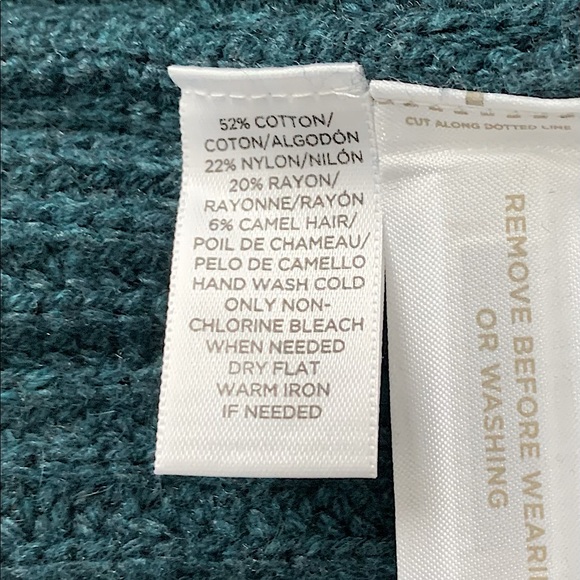 52% COTTON/
COTON/ALGODÓN
22% NYLON/NILÓN
20% RAYON/
RAYONNE/RAYÓN
6% CAMEL HAIR/
POIL DE CHAMEAU/
PELO DE CAMELLO
HAND WASH COLD
ONLY NON-
CHLORINE BLEACH
WHEN NEEDED
DRY FLAT
WARM IRON
IF NEEDED
CUT ALONG DOTTED LINE
REMOVE BEFORE WEARI
OR WASHING